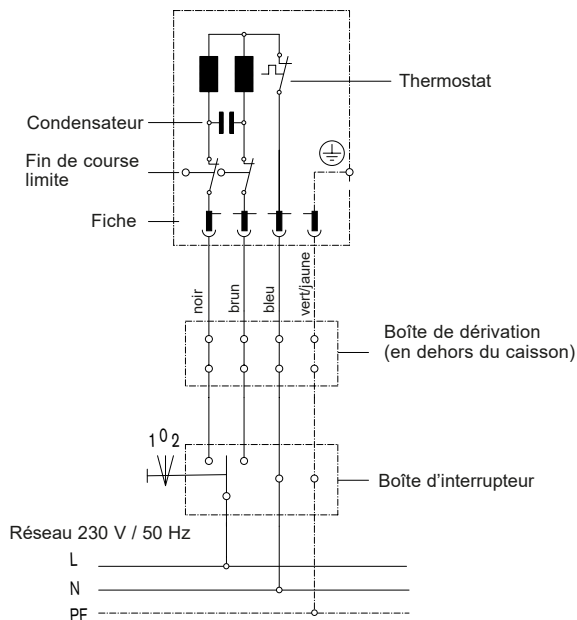 Thermostat
Condensateur
Fin de course
limite
Fiche
noir
brun
bleu
vert/jaune
Boîte de dérivation
(en dehors du caisson)
1 0 2
Boîte d'interrupteur
Réseau 230 V / 50 Hz
L
N
PE